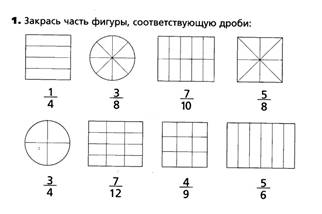 1. Закрась часть фигуры, соответствующую дроби:
1/4 3/8 7/10 5/8
3/4 7/12 4/9 5/6